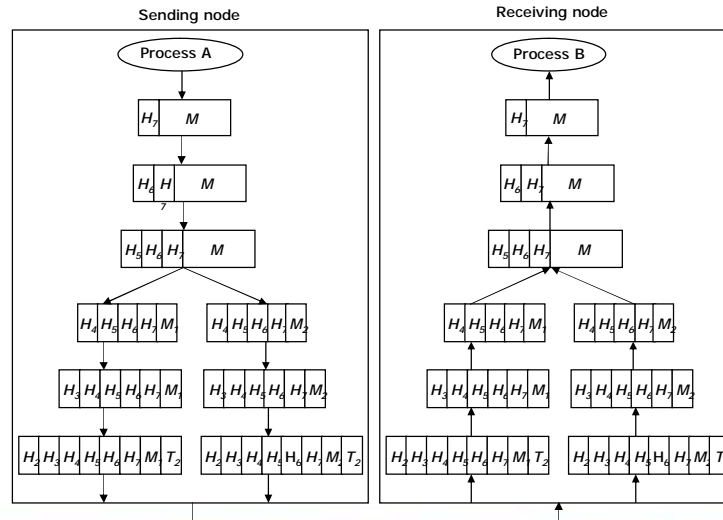 Sending node Receiving node
Process A Process B
H7 M H7 M
H6 H7 M H6 H7 M
H5 H6 H7 M H5 H6 H7 M
H4 H5 H6 H7 M1 H4 H5 H6 H7 M2 H4 H5 H6 H7 M1 H4 H5 H6 H7 M2
H3 H4 H5 H6 H7 M1 H3 H4 H5 H6 H7 M2 H3 H4 H5 H6 H7 M1 H3 H4 H5 H6 H7 M2
H2 H3 H4 H5 H6 H7 M1 T2 H2 H3 H4 H5 H6 H7 M2 T2 H2 H3 H4 H5 H6 H7 M1 T2 H2 H3 H4 H5 H6 H7 M2 T